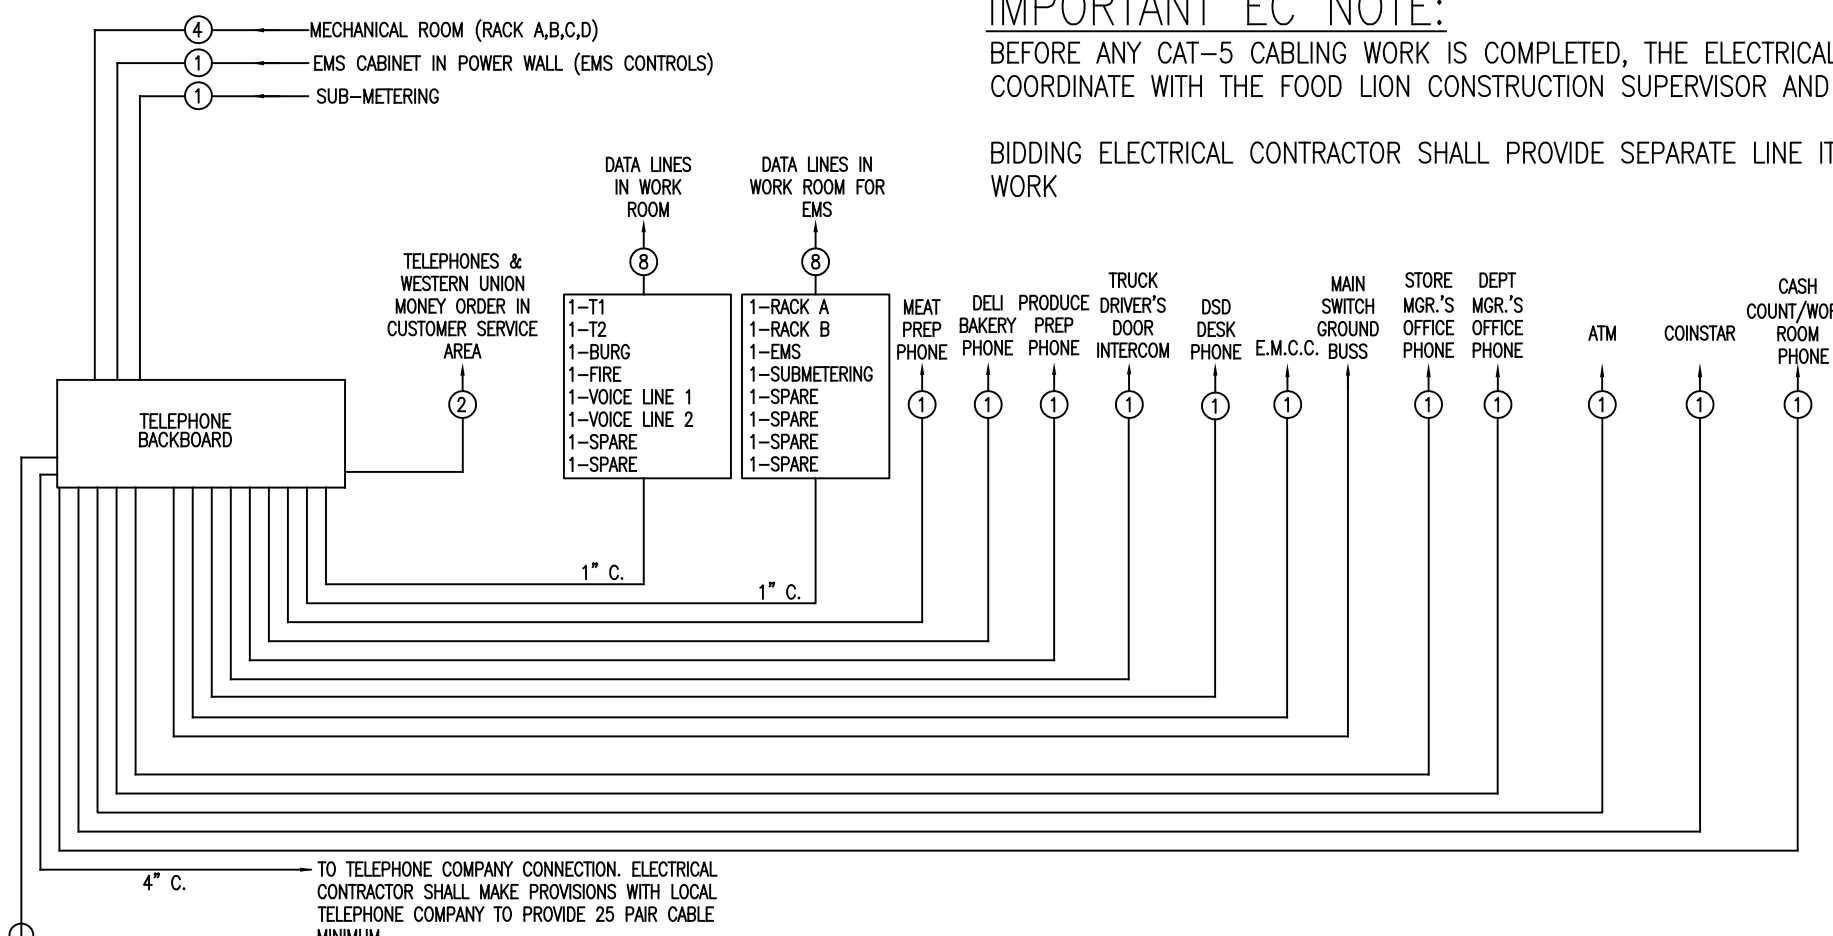 IMPORTANT EC NOTE:
BEFORE ANY CAT-5 CABLING WORK IS COMPLETED, THE ELECTRICAL
COORDINATE WITH THE FOOD LION CONSTRUCTION SUPERVISOR AND
BIDDING ELECTRICAL CONTRACTOR SHALL PROVIDE SEPARATE LINE
WORK
4
MECHANICAL ROOM (RACK A,B,C,D)
1
EMS CABINET IN POWER WALL (EMS CONTROLS)
1
SUB-METERING
TELEPHONES &
WESTERN UNION
MONEY ORDER IN
CUSTOMER SERVICE
AREA
2
DATA LINES
IN WORK
ROOM
8
1-T1
1-T2
1-BURG
1-FIRE
1-VOICE LINE 1
1-VOICE LINE 2
1-SPARE
1-SPARE
DATA LINES IN
WORK ROOM FOR
EMS
8
1-RACK A
1-RACK B
1-EMS
1-SUBMETERING
1-SPARE
1-SPARE
1-SPARE
1-SPARE
MEAT
PREP
PHONE
1
DELI
BAKERY
PHONE
1
PRODUCE
PREP
PHONE
1
TRUCK
DRIVER'S
DOOR
INTERCOM
1
DSD
DESK
PHONE
1
E.M.C.C.
1
MAIN
SWITCH
GROUND
BUSS
STORE
MGR.'S
OFFICE
PHONE
1
DEPT
MGR.'S
OFFICE
PHONE
1
ATM
1
COINSTAR
1
CASH
COUNT/WOR
ROOM
PHONE
1
TELEPHONE
BACKBOARD
1" C.
1" C.
4" C.
TO TELEPHONE COMPANY CONNECTION. ELECTRICAL
CONTRACTOR SHALL MAKE PROVISIONS WITH LOCAL
TELEPHONE COMPANY TO PROVIDE 25 PAIR CABLE
MINIMUM